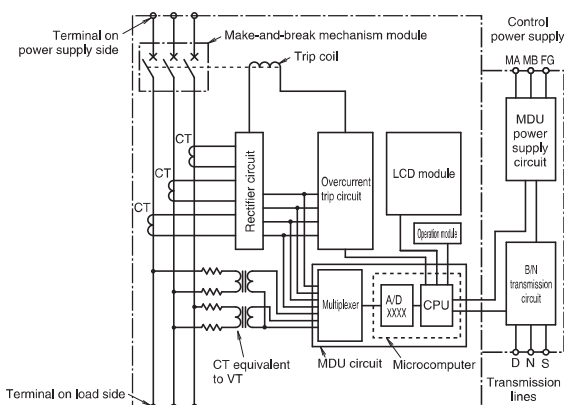 Terminal on
power supply side
Make-and-break mechanism module
Trip coil
Control
power supply
MA MB FG
MDU
power
supply
circuit
CT
CT
CT
Rectifier circuit
Overcurrent
trip circuit
LCD module
Operation module
Multiplexer
A/D
XXXX
CPU
B/N
transmission
circuit
CT equivalent
to VT
MDU circuit
Microcomputer
D N S
Transmission
lines
Terminal on load side